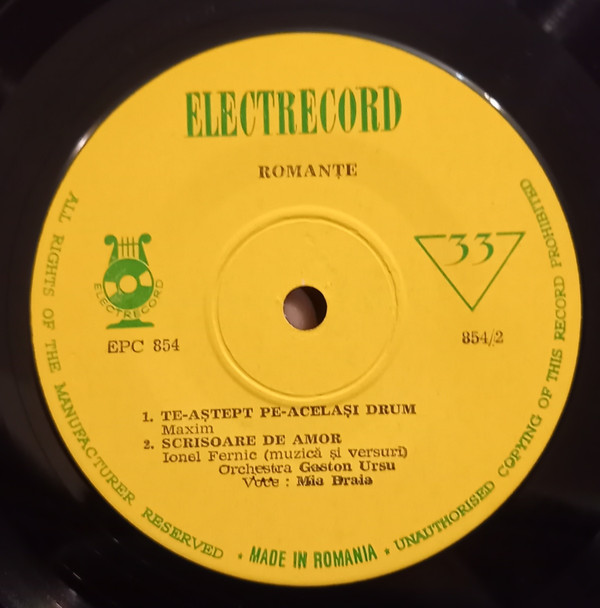 ELECTRECORD
ROMANȚE
ELECTRECORD
33
EPC 854
854/2
1. TE-AȘTEPT PE-ACELAȘI DRUM
Maxim
2. SCRISOARE DE AMOR
Ionel Fernic (muzică și versuri)
Orchestra Gaston Ursu
Voce : Mia Braia
ALL RIGHTS OF THE MANUFACTURER RESERVED * MADE IN ROMANIA * UNAUTHORISED COPYING OF THIS RECORD PROHIBITED